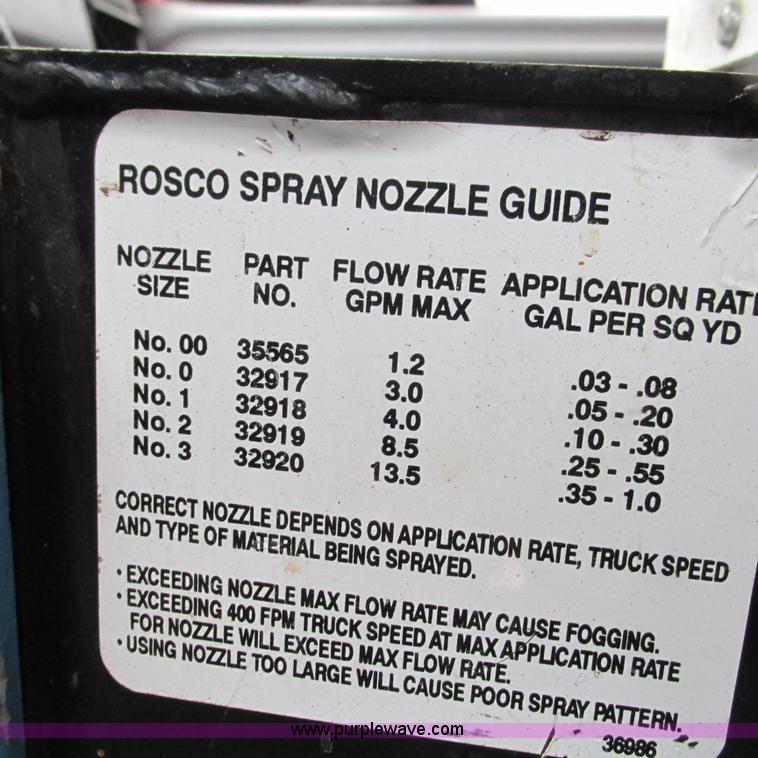 ROSCO SPRAY NOZZLE GUIDE
NOZZLE SIZE PART NO. FLOW RATE GPM MAX APPLICATION RAT GAL PER SQ YD
No. 00 35565 1.2 .03 - .08
No. 0 32917 3.0 .05 - .20
No. 1 32918 4.0 .10 - .30
No. 2 32919 8.5 .25 - .55
No. 3 32920 13.5 .35 - 1.0
CORRECT NOZZLE DEPENDS ON APPLICATION RATE, TRUCK SPEED
AND TYPE OF MATERIAL BEING SPRAYED.
• EXCEEDING NOZZLE MAX FLOW RATE MAY CAUSE FOGGING.
• EXCEEDING 400 FPM TRUCK SPEED AT MAX APPLICATION RATE
FOR NOZZLE WILL EXCEED MAX FLOW RATE.
• USING NOZZLE TOO LARGE WILL CAUSE POOR SPRAY PATTERN.
36986
www.purplewave.com